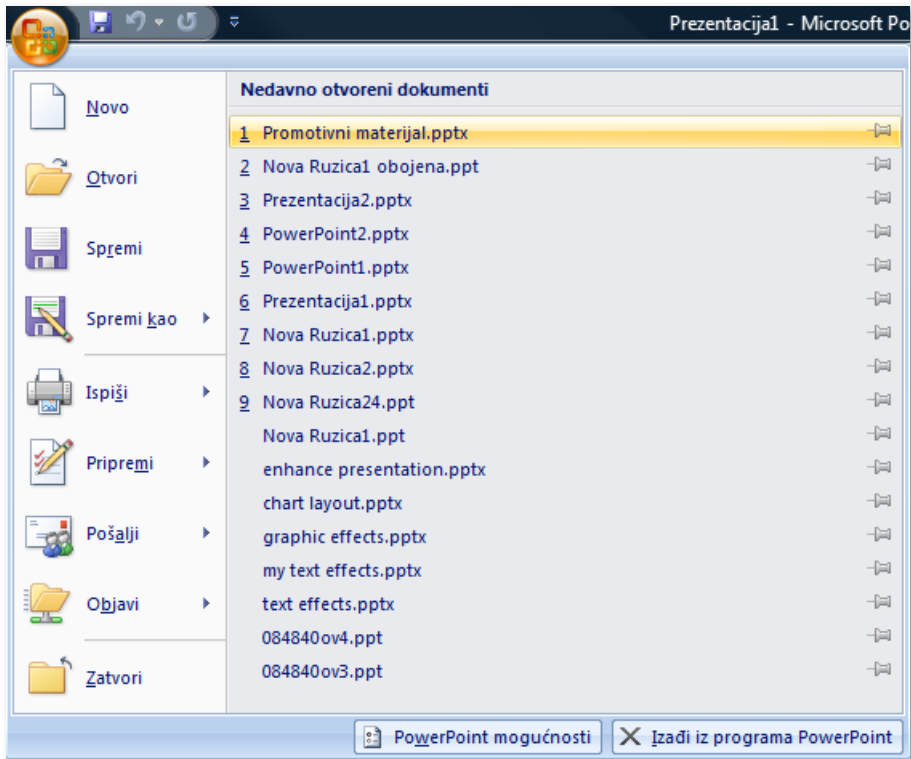 Prezentacija1 - Microsoft Po
Novo
Otvori
Spremi
Spremi kao
Ispiši
Pripremi
Pošalji
Objavi
Zatvori
Nedavno otvoreni dokumenti
1 Promotivni materijal.pptx
2 Nova Ruzica1 obojena.ppt
3 Prezentacija2.pptx
4 PowerPoint2.pptx
5 PowerPoint1.pptx
6 Prezentacija1.pptx
7 Nova Ruzica1.pptx
8 Nova Ruzica2.pptx
9 Nova Ruzica24.ppt
Nova Ruzica1.ppt
enhance presentation.pptx
chart layout.pptx
graphic effects.pptx
my text effects.pptx
text effects.pptx
084840ov4.ppt
084840ov3.ppt
PowerPoint mogućnosti
Izađi iz programa PowerPoint